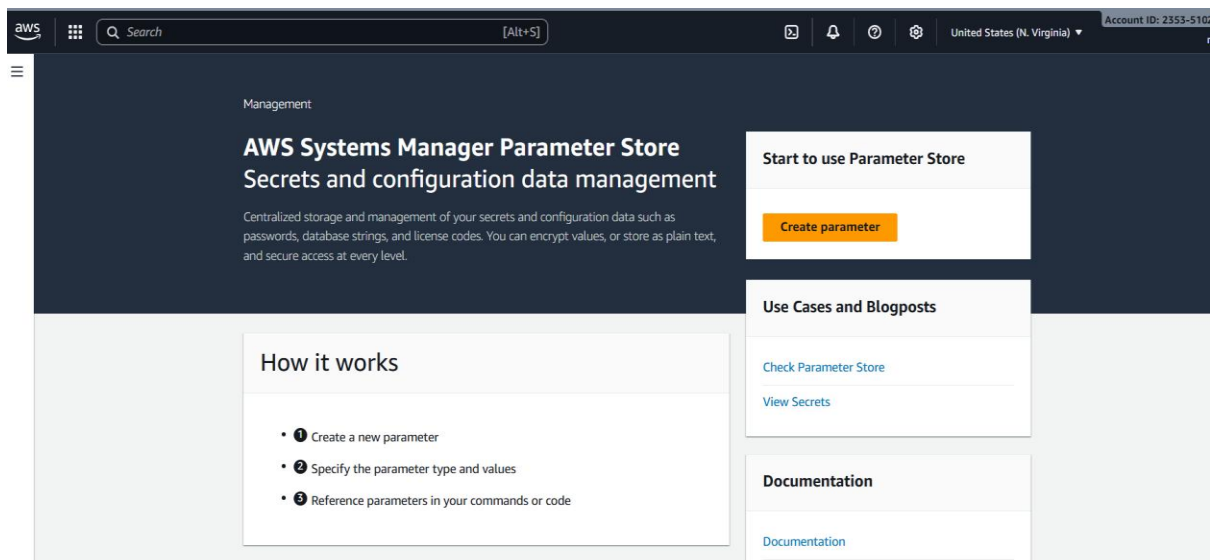 aws
Search [Alt+S]
United States (N. Virginia)
Account ID: 2353-5102
Management
AWS Systems Manager Parameter Store
Secrets and configuration data management
Centralized storage and management of your secrets and configuration data such as
passwords, database strings, and license codes. You can encrypt values, or store as plain text,
and secure access at every level.
Start to use Parameter Store
Create parameter
Use Cases and Blogposts
Check Parameter Store
View Secrets
How it works
• 1 Create a new parameter
• 2 Specify the parameter type and values
• 3 Reference parameters in your commands or code
Documentation
Documentation